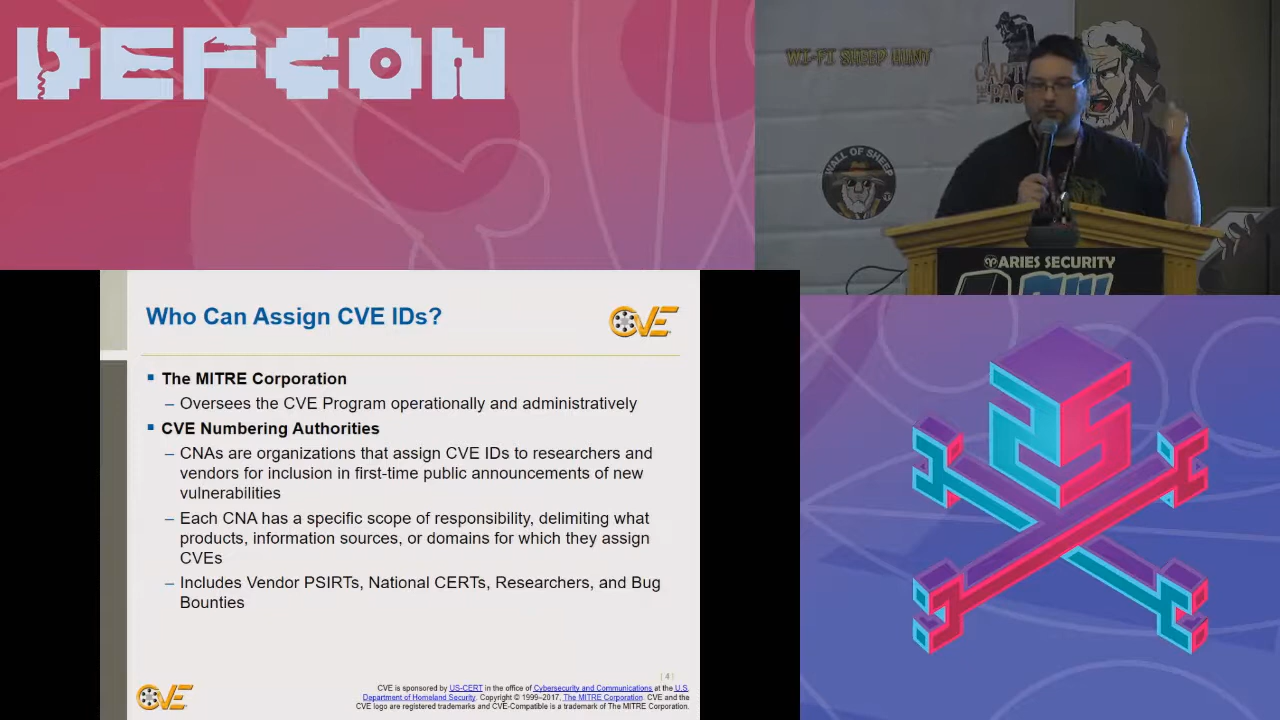 DEFCON
WI-FI SHEEP HUNT
WALL OF SHEEP
ARIES SECURITY
Who Can Assign CVE IDs?
CVE
The MITRE Corporation
– Oversees the CVE Program operationally and administratively
CVE Numbering Authorities
– CNAs are organizations that assign CVE IDs to researchers and
vendors for inclusion in first-time public announcements of new
vulnerabilities
– Each CNA has a specific scope of responsibility, delimiting what
products, information sources, or domains for which they assign
CVEs
– Includes Vendor PSIRTs, National CERTs, Researchers, and Bug
Bounties
| 4 |
CVE
CVE is sponsored by US-CERT in the office of Cybersecurity and Communications at the U.S.
Department of Homeland Security. Copyright © 1999–2017, The MITRE Corporation. CVE and the
CVE logo are registered trademarks and CVE-Compatible is a trademark of The MITRE Corporation.
25